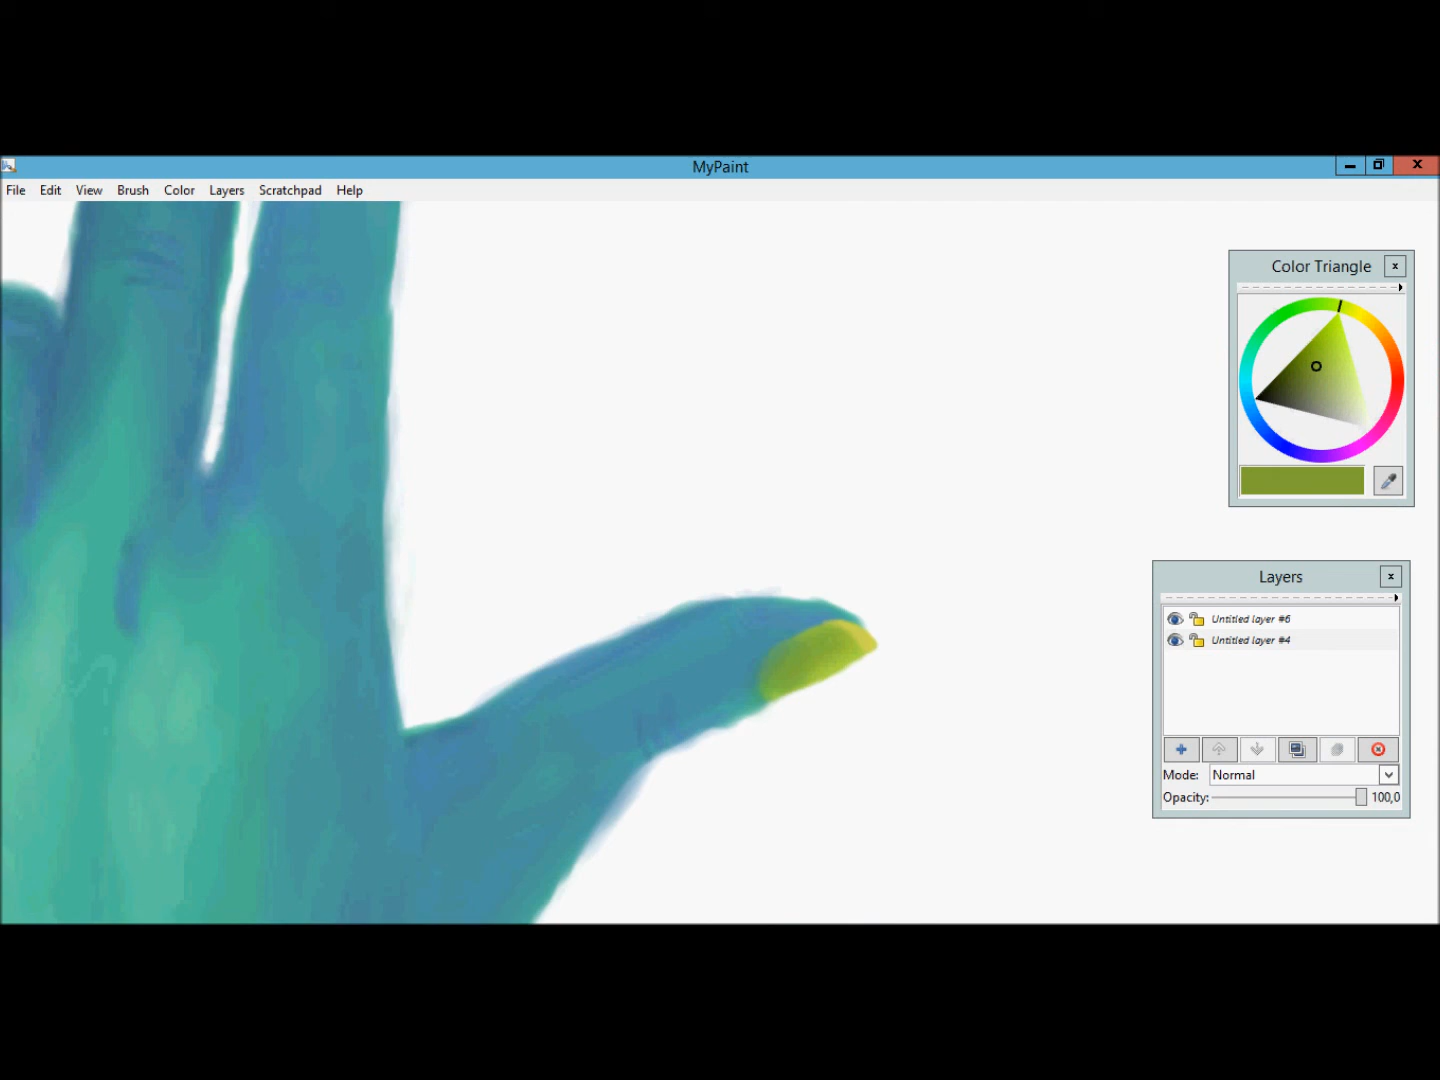 MyPaint
File Edit View Brush Color Layers Scratchpad Help
Color Triangle
Layers
Untitled layer #6
Untitled layer #4
Mode: Normal
Opacity: 100,0